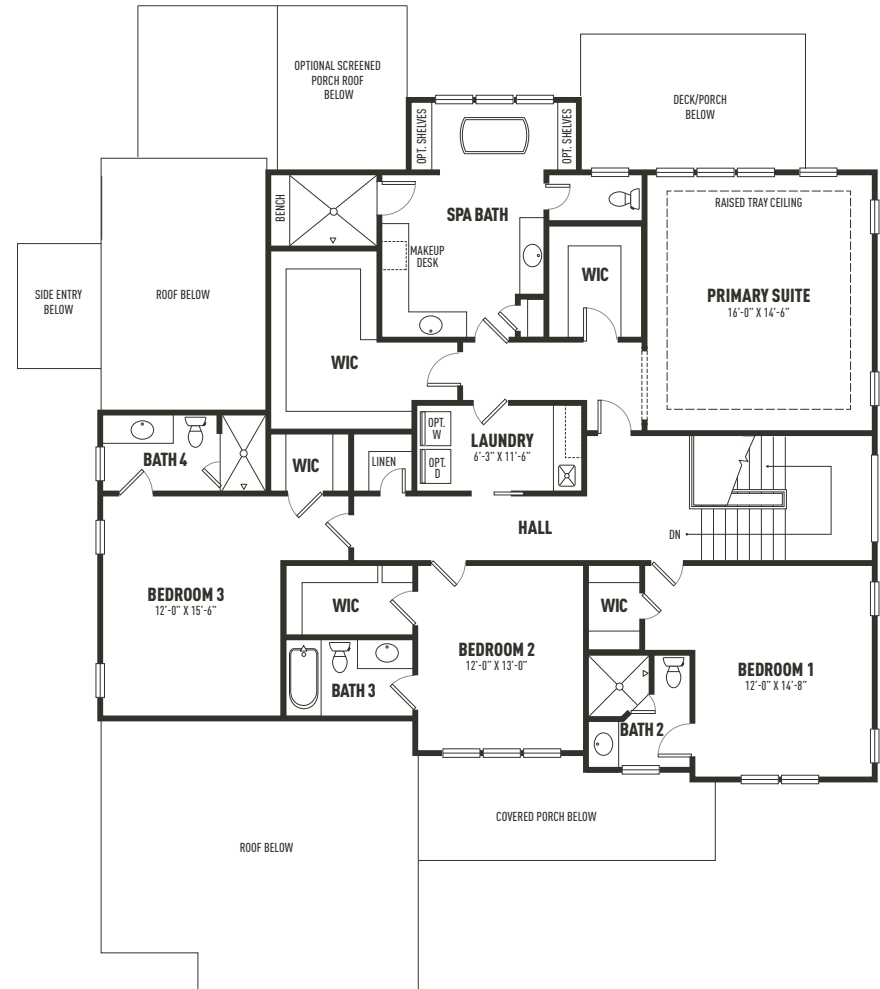 OPTIONAL SCREENED
PORCH ROOF
BELOW
DECK/PORCH
BELOW
OPT. SHELVES
OPT. SHELVES
BENCH
SPA BATH
RAISED TRAY CEILING
MAKEUP
DESK
WIC
SIDE ENTRY
BELOW
ROOF BELOW
PRIMARY SUITE
16'-0" X 14'-6"
WIC
OPT.
W
LAUNDRY
6'-3" X 11'-6"
OPT.
D
BATH 4
WIC
LINEN
HALL
DN
BEDROOM 3
12'-0" X 15'-6"
WIC
WIC
BEDROOM 2
12'-0" X 13'-0"
BEDROOM 1
12'-0" X 14'-8"
BATH 3
BATH 2
COVERED PORCH BELOW
ROOF BELOW